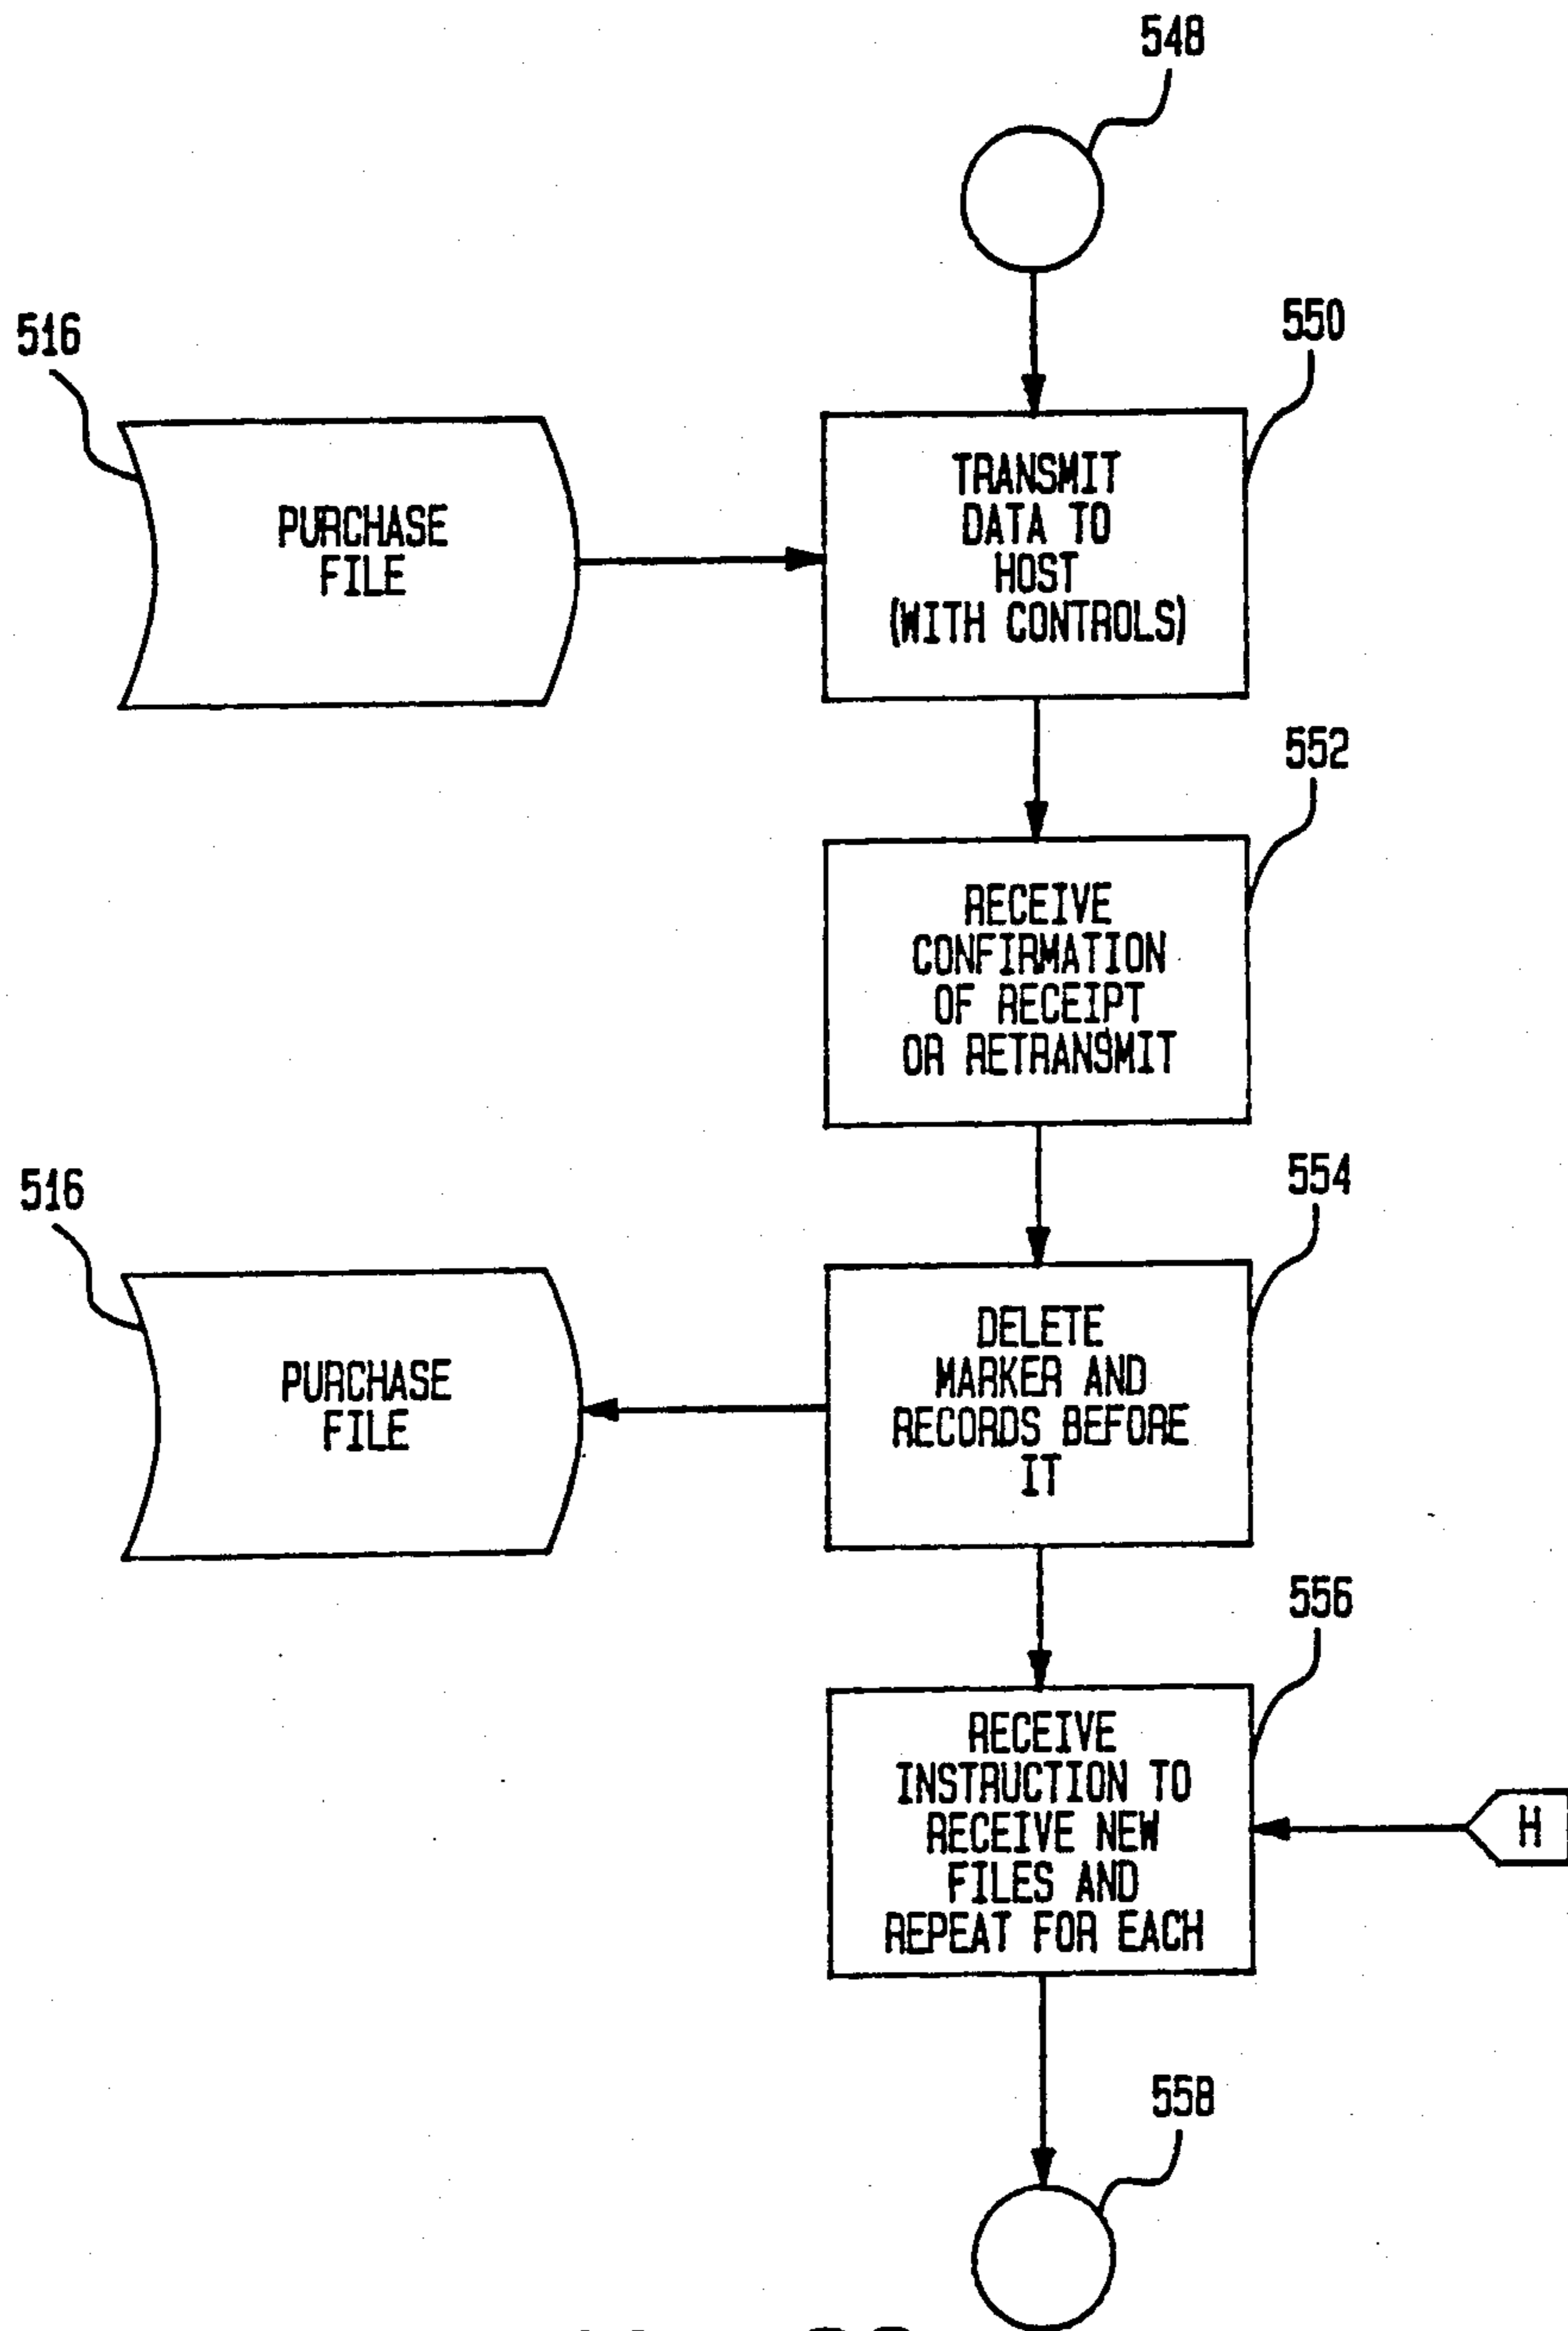 548
516
550
PURCHASE
FILE
TRANSMIT
DATA TO
HOST
(WITH CONTROLS)
552
RECEIVE
CONFIRMATION
OF RECEIPT
OR RETRANSMIT
516
554
PURCHASE
FILE
DELETE
MARKER AND
RECORDS BEFORE
IT
556
RECEIVE
INSTRUCTION TO
RECEIVE NEW
FILES AND
REPEAT FOR EACH
H
558